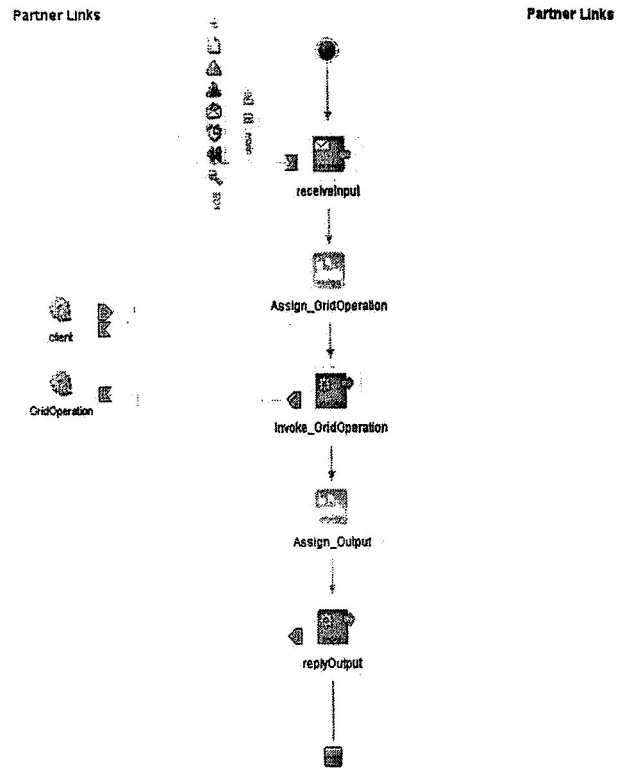 Partner Links
Partner Links
receiveInput
Assign_GridOperation
client
GridOperation
Invoke_GridOperation
Assign_Output
replyOutput